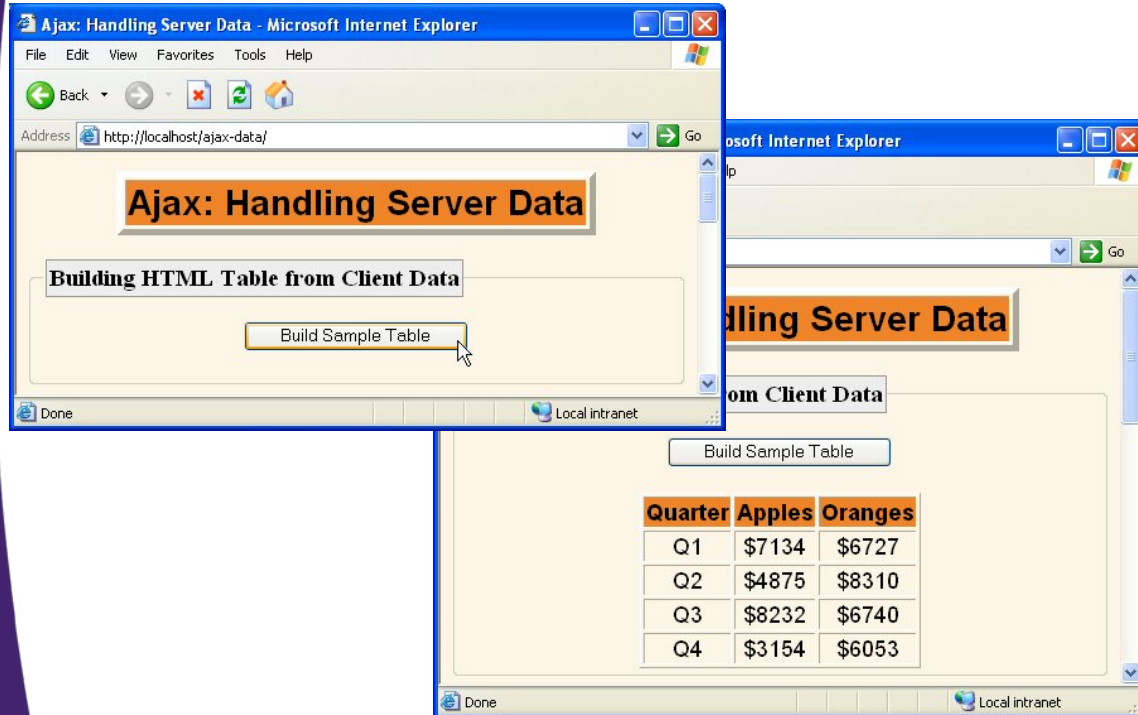 Ajax: Handling Server Data - Microsoft Internet Explorer
File Edit View Favorites Tools Help
Back
Address http://localhost/ajax-data/ Go
Ajax: Handling Server Data
Building HTML Table from Client Data
Build Sample Table
Done Local intranet
osoft Internet Explorer
lp
Go
dling Server Data
om Client Data
Build Sample Table
Quarter Apples Oranges
Q1 $7134 $6727
Q2 $4875 $8310
Q3 $8232 $6740
Q4 $3154 $6053
Done Local intranet